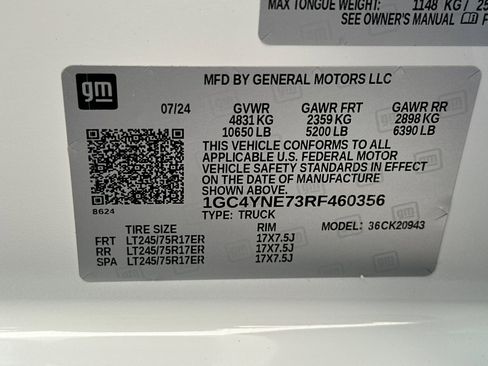 MAX TONGUE WEIGHT: 1148 KG / 25
SEE OWNER'S MANUAL
gm
MFD BY GENERAL MOTORS LLC
07/24 GVWR GAWR FRT GAWR RR
4831 KG 2359 KG 2898 KG
10650 LB 5200 LB 6390 LB
THIS VEHICLE CONFORMS TO ALL
APPLICABLE U.S. FEDERAL MOTOR
VEHICLE SAFETY STANDARDS IN EFFECT
ON THE DATE OF MANUFACTURE
SHOWN ABOVE.
8624
1GC4YNE73RF460356
TYPE: TRUCK
TIRE SIZE RIM MODEL: 36CK20943
FRT LT245/75R17ER 17X7.5J
RR LT245/75R17ER 17X7.5J
SPA LT245/75R17ER 17X7.5J